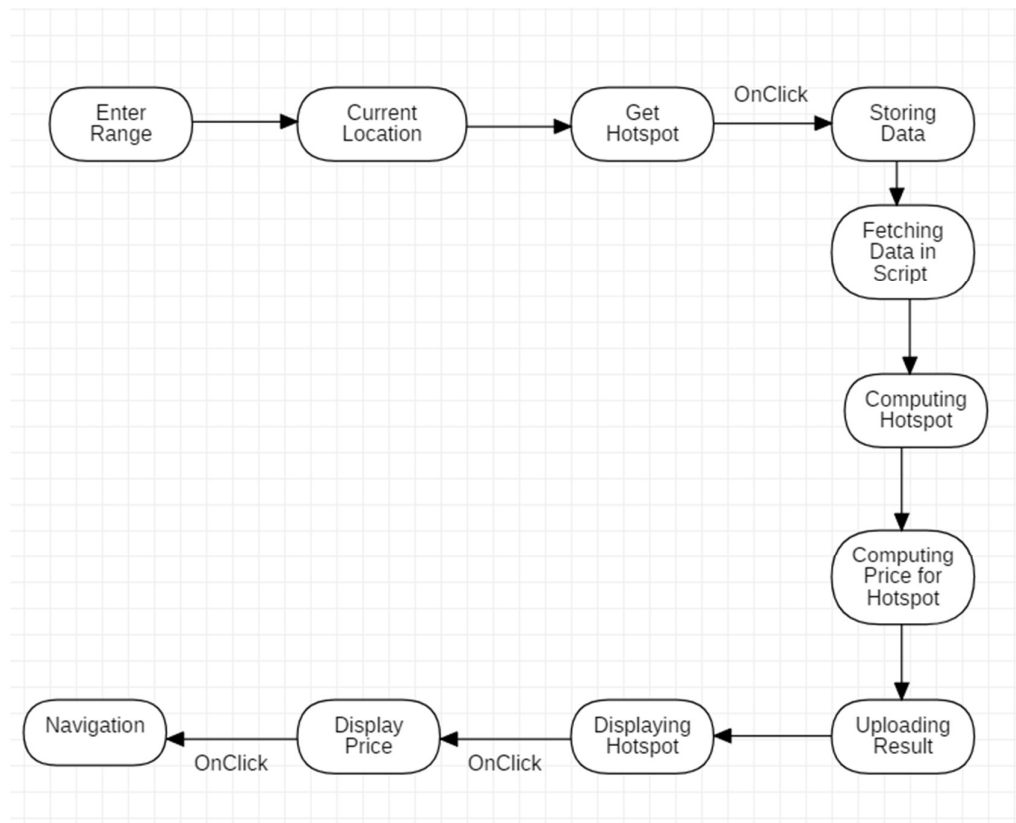 Enter
Range
Current
Location
Get
Hotspot
OnClick
Storing
Data
Fetching
Data in
Script
Computing
Hotspot
Computing
Price for
Hotspot
Uploading
Result
Displaying
Hotspot
OnClick
Display
Price
OnClick
Navigation